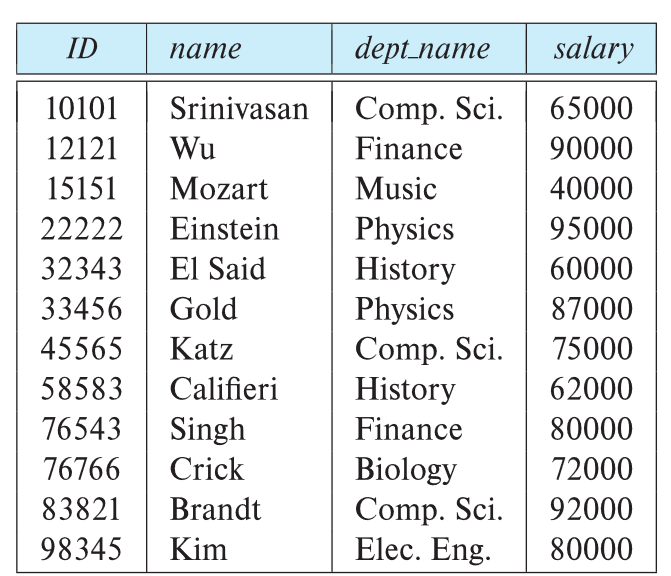 ID name dept_name salary
10101 Srinivasan Comp. Sci. 65000
12121 Wu Finance 90000
15151 Mozart Music 40000
22222 Einstein Physics 95000
32343 El Said History 60000
33456 Gold Physics 87000
45565 Katz Comp. Sci. 75000
58583 Califieri History 62000
76543 Singh Finance 80000
76766 Crick Biology 72000
83821 Brandt Comp. Sci. 92000
98345 Kim Elec. Eng. 80000